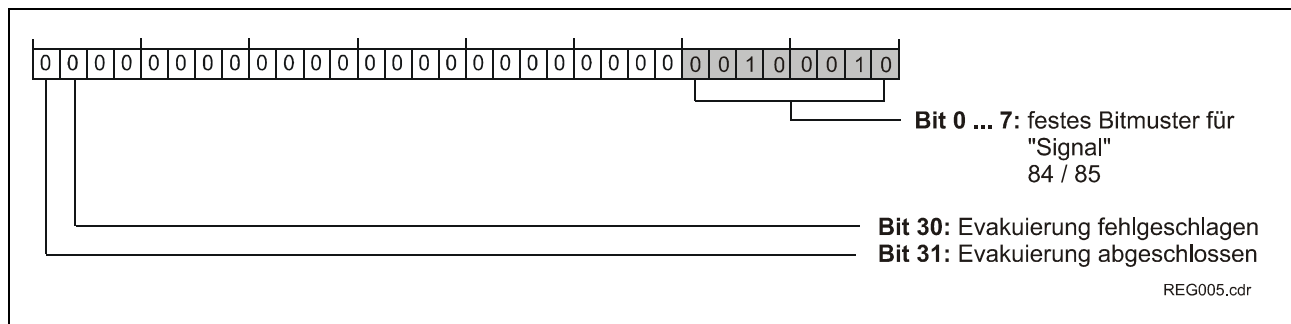 0 0 0 0 0 0 0 0 0 0 0 0 0 0 0 0 0 0 0 0 0 0 0 0 0 0 1 0 0 0 1 0
Bit 0 ... 7: festes Bitmuster für
"Signal"
84 / 85
Bit 30: Evakuierung fehlgeschlagen
Bit 31: Evakuierung abgeschlossen
REG005.cdr